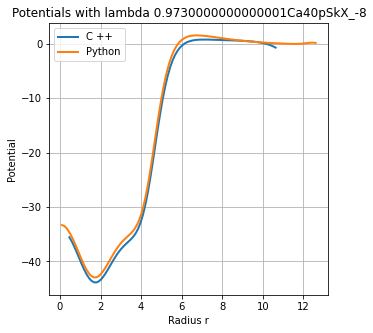 Potentials with lambda 0.9730000000000001Ca40pSkX_-8
C ++
Python
Potential
0
−10
−20
−30
−40
0 2 4 6 8 10 12
Radius r